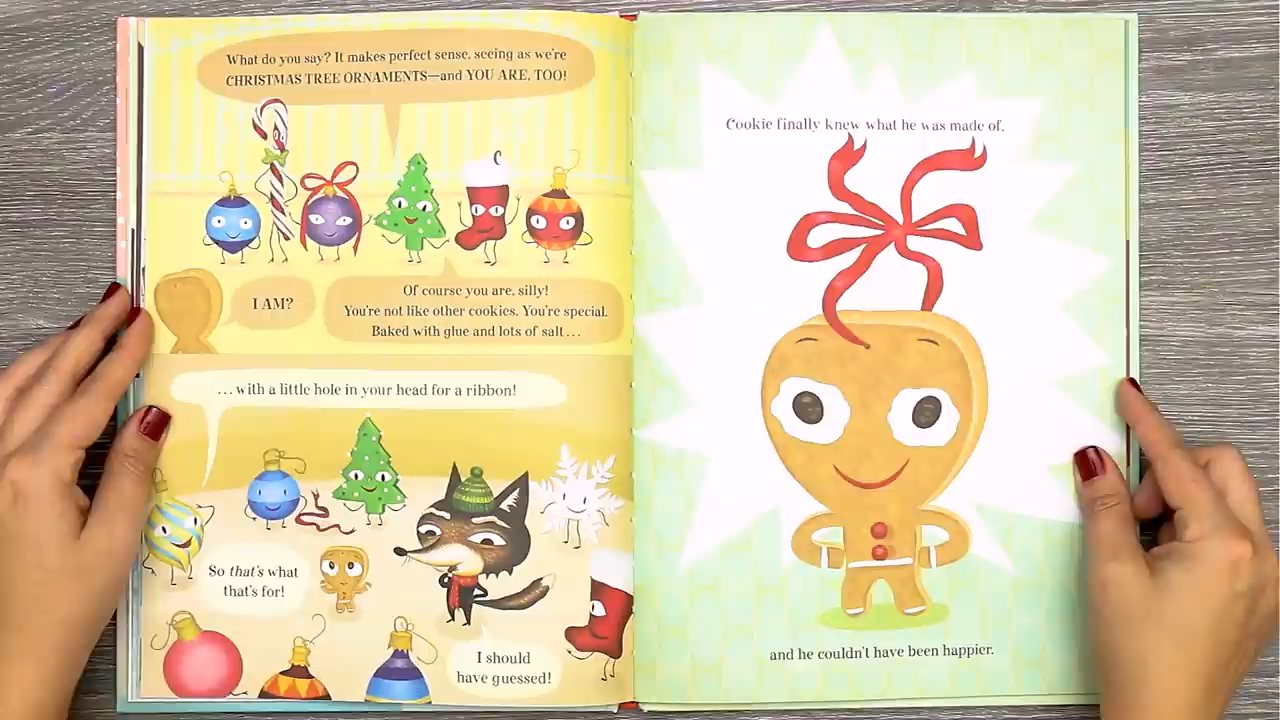 What do you say? It makes perfect sense, seeing as we're
CHRISTMAS TREE ORNAMENTS—and YOU ARE, TOO!
I AM?
Of course you are, silly!
You're not like other cookies. You're special.
Baked with glue and lots of salt...
...with a little hole in your head for a ribbon!
So that's what
that's for!
I should
have guessed!
Cookie finally knew what he was made of,
and he couldn't have been happier.